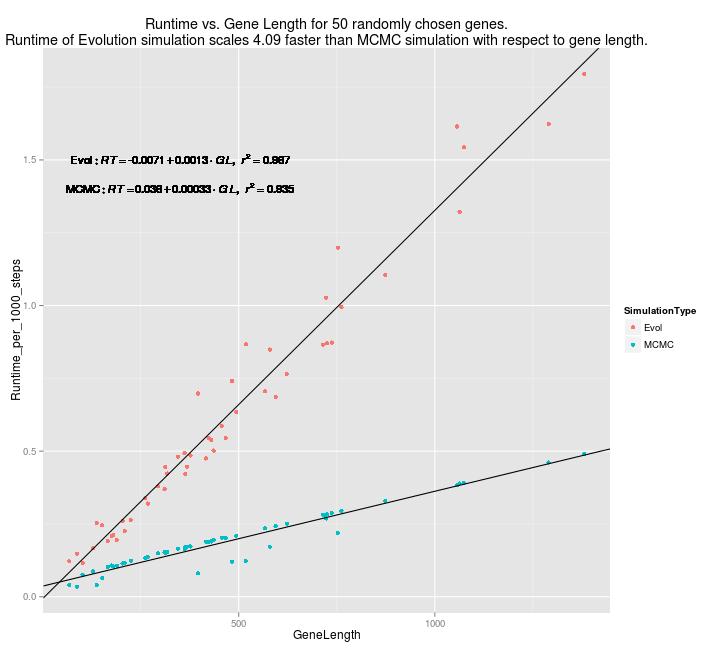 Runtime vs. Gene Length for 50 randomly chosen genes.
Runtime of Evolution simulation scales 4.09 faster than MCMC simulation with respect to gene length.
Evol : RT = -0.0071 + 0.0013 · GL, r² = 0.967
MCMC : RT = 0.036 + 0.00033 · GL, r² = 0.935
Runtime_per_1000_steps
1.5
1.0
0.5
0.0
500
1000
GeneLength
SimulationType
Evol
MCMC